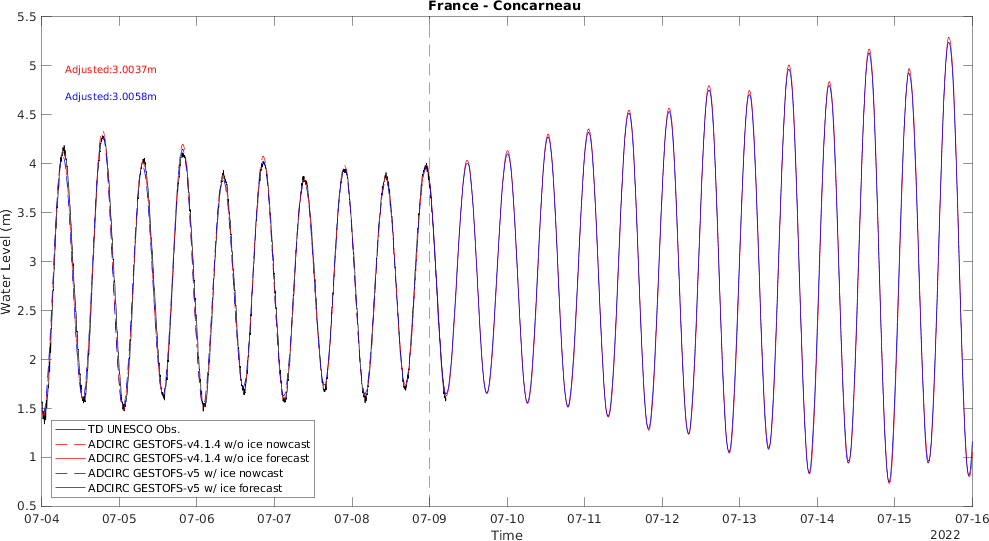 France - Concarneau
5.5
5
4.5
4
3.5
3
2.5
2
1.5
1
0.5
Water Level (m)
Adjusted:3.0037m
Adjusted:3.0058m
TD UNESCO Obs.
ADCIRC GESTOFS-v4.1.4 w/o ice nowcast
ADCIRC GESTOFS-v4.1.4 w/o ice forecast
ADCIRC GESTOFS-v5 w/ ice nowcast
ADCIRC GESTOFS-v5 w/ ice forecast
07-04 07-05 07-06 07-07 07-08 07-09 07-10 07-11 07-12 07-13 07-14 07-15 07-16
Time
2022